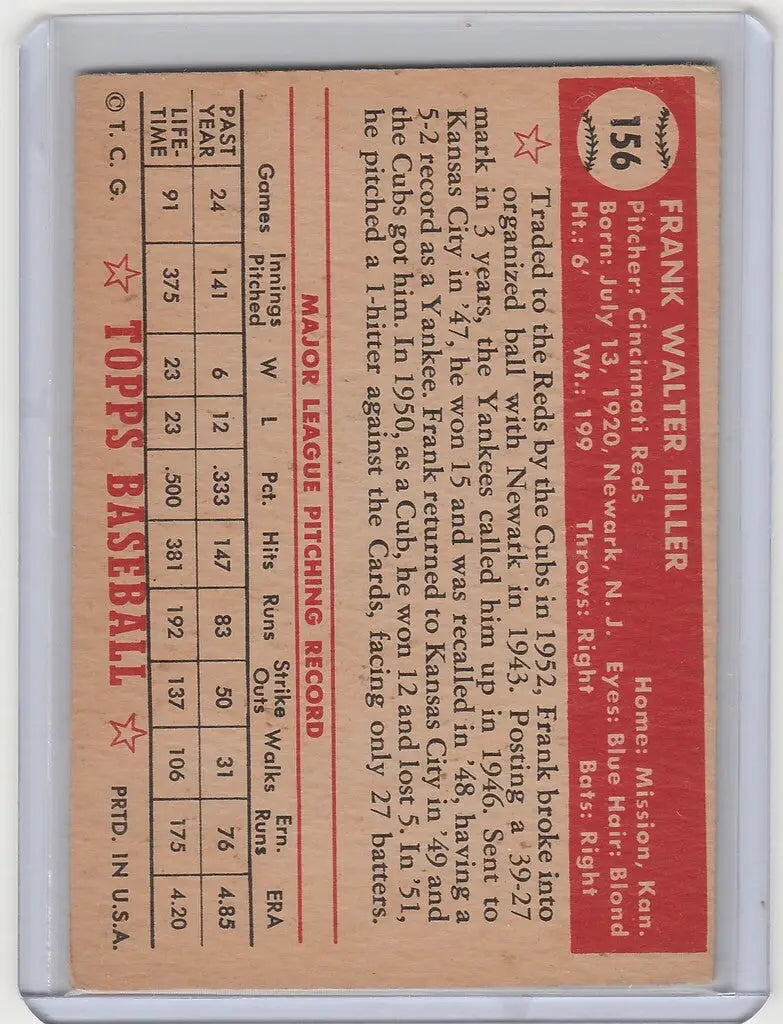 156
FRANK WALTER HILLER
Pitcher: Cincinnati Reds Home: Mission, Kan.
Born: July 13, 1920, Newark, N. J. Eyes: Blue Hair: Blond
Ht.: 6' Wt.: 199 Throws: Right Bats: Right
Traded to the Reds by the Cubs in 1952, Frank broke into
organized ball with Newark in 1943. Posting a 39-27
mark in 3 years, the Yankees called him up in 1946. Sent to
Kansas City in '47, he won 15 and was recalled in '48, having a
5-2 record as a Yankee. Frank returned to Kansas City in '49 and
the Cubs got him. In 1950, as a Cub, he won 12 and lost 5. In '51,
he pitched a 1-hitter against the Cards, facing only 27 batters.
MAJOR LEAGUE PITCHING RECORD
Games Innings Pitched W L Pct. Hits Runs Strike Outs Walks Ern. Runs ERA
PAST YEAR 24 141 6 12 .333 147 83 50 31 76 4.85
LIFE-TIME 91 375 23 23 .500 381 192 137 106 175 4.20
© T. C. G. TOPPS BASEBALL PRTD. IN U.S.A.